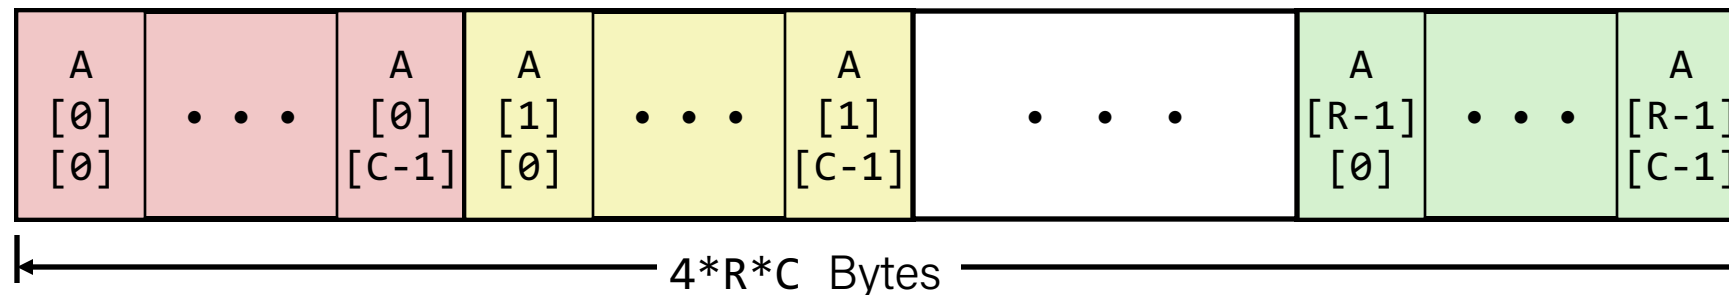 A • • • A A • • • A • • • A • • • A
[0] [0] [1] [1] [R-1] [R-1]
[0] [C-1] [0] [C-1] [0] [C-1]
4*R*C Bytes